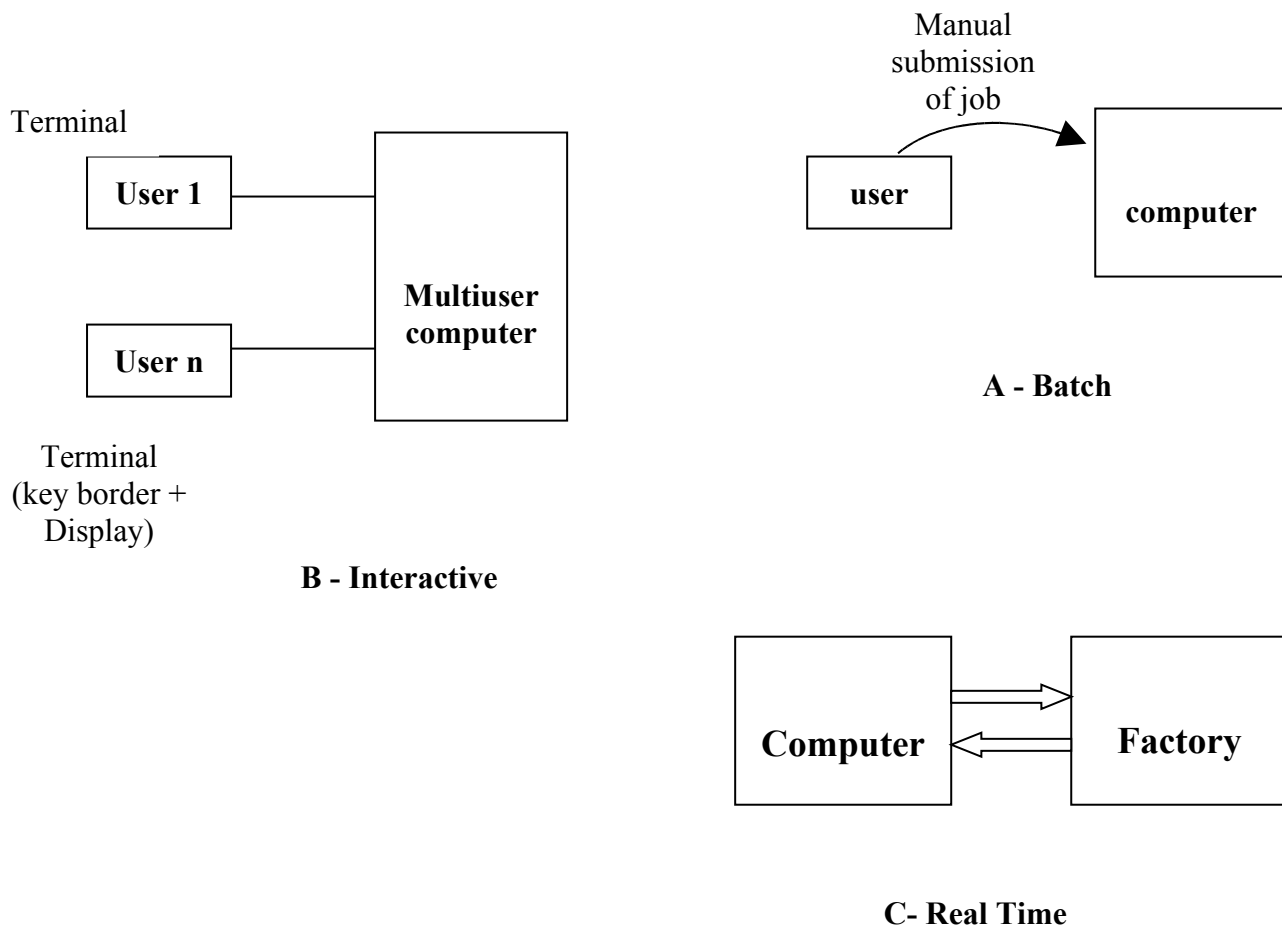 Terminal
User 1
User n
Multiuser
computer
Terminal
(key border +
Display)
B - Interactive
Manual
submission
of job
user
computer
A - Batch
Computer
Factory
C- Real Time